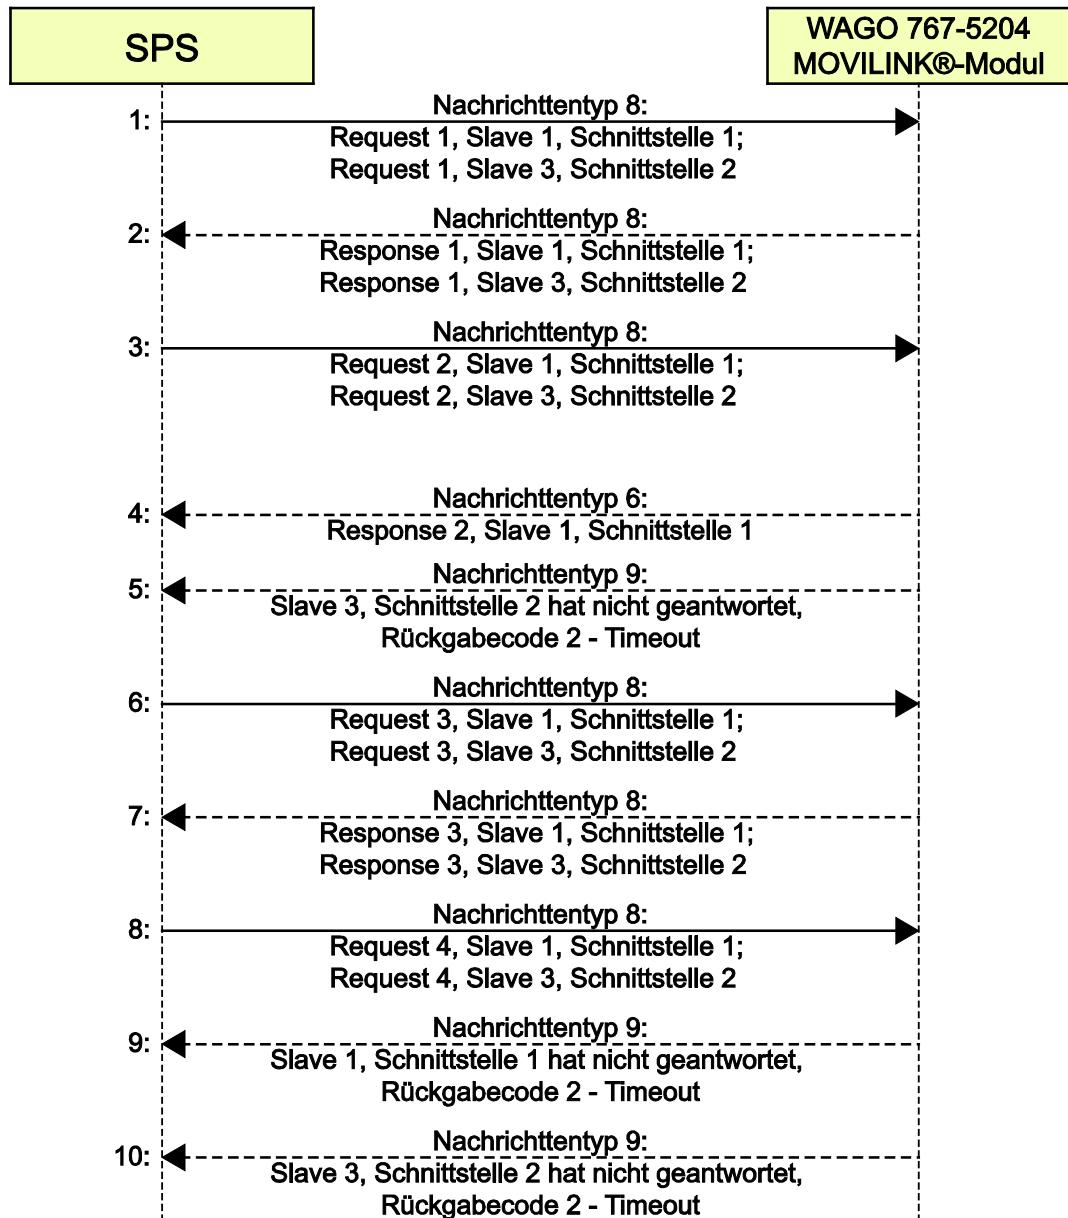 SPS
WAGO 767-5204
MOVILINK®-Modul
1:
Nachrichttentyp 8:
Request 1, Slave 1, Schnittstelle 1;
Request 1, Slave 3, Schnittstelle 2
2:
Nachrichttentyp 8:
Response 1, Slave 1, Schnittstelle 1;
Response 1, Slave 3, Schnittstelle 2
3:
Nachrichttentyp 8:
Request 2, Slave 1, Schnittstelle 1;
Request 2, Slave 3, Schnittstelle 2
4:
Nachrichttentyp 6:
Response 2, Slave 1, Schnittstelle 1
5:
Nachrichttentyp 9:
Slave 3, Schnittstelle 2 hat nicht geantwortet,
Rückgabecode 2 - Timeout
6:
Nachrichttentyp 8:
Request 3, Slave 1, Schnittstelle 1;
Request 3, Slave 3, Schnittstelle 2
7:
Nachrichttentyp 8:
Response 3, Slave 1, Schnittstelle 1;
Response 3, Slave 3, Schnittstelle 2
8:
Nachrichttentyp 8:
Request 4, Slave 1, Schnittstelle 1;
Request 4, Slave 3, Schnittstelle 2
9:
Nachrichttentyp 9:
Slave 1, Schnittstelle 1 hat nicht geantwortet,
Rückgabecode 2 - Timeout
10:
Nachrichttentyp 9:
Slave 3, Schnittstelle 2 hat nicht geantwortet,
Rückgabecode 2 - Timeout